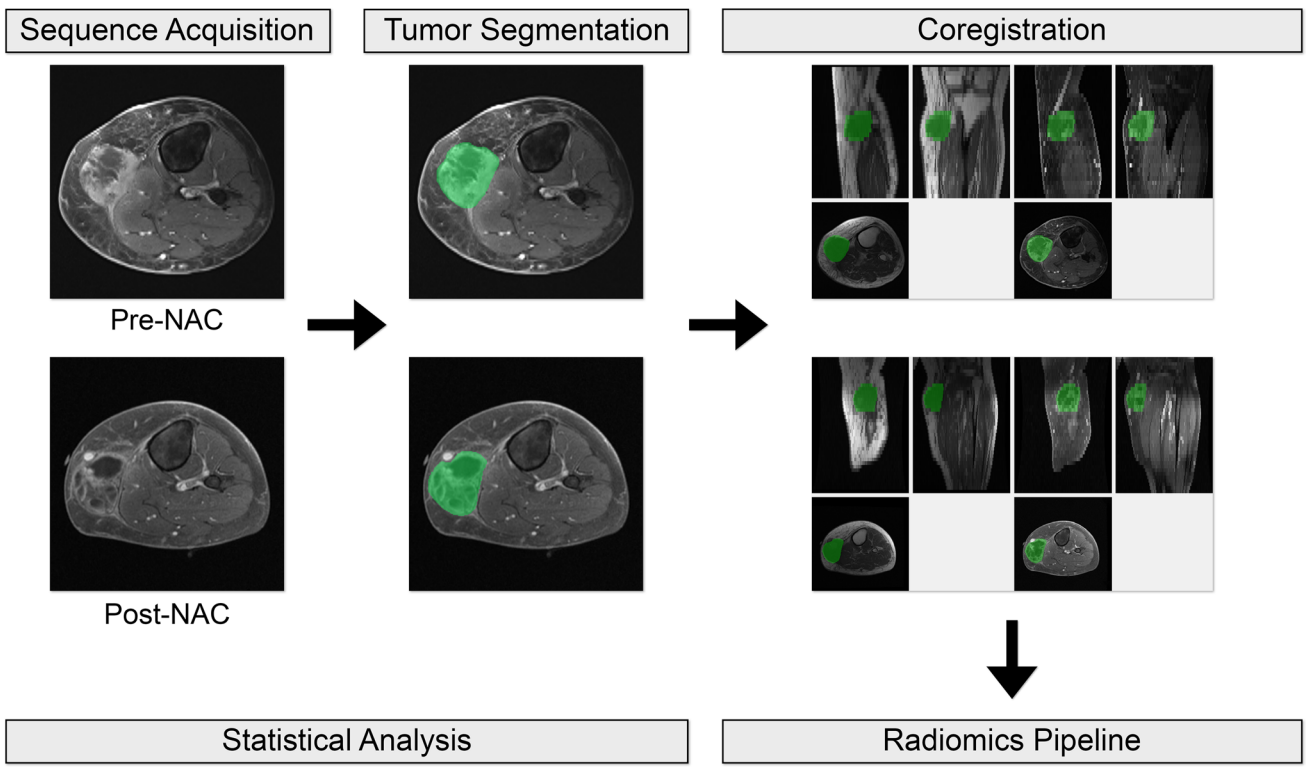 Sequence Acquisition
Tumor Segmentation
Coregistration
Pre-NAC
Post-NAC
Statistical Analysis
Radiomics Pipeline